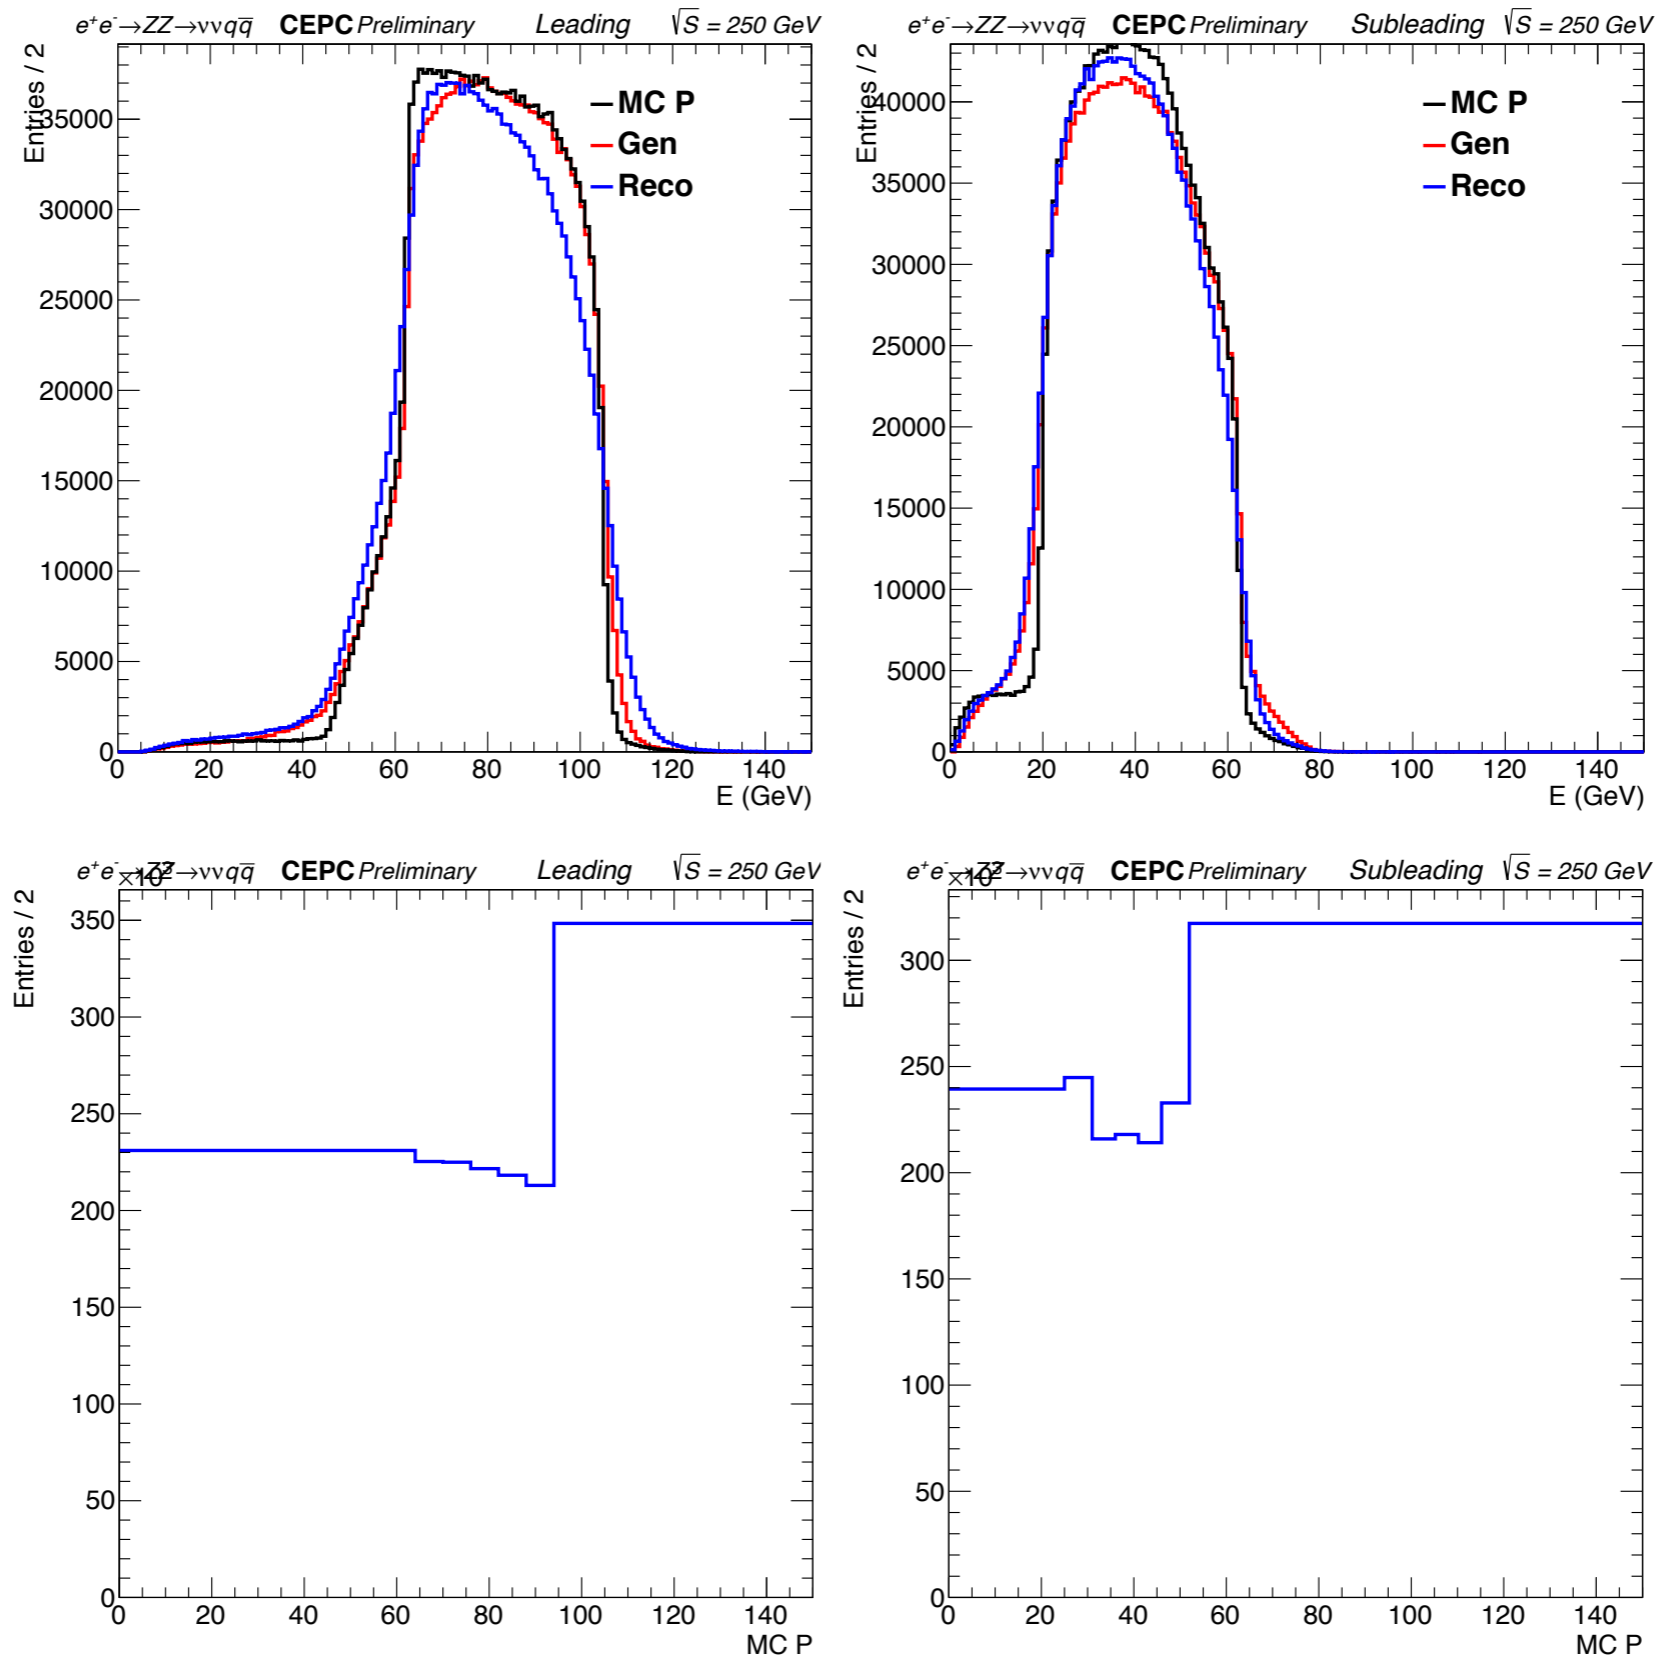 e⁺e⁻→ZZ→ννqq̅ CEPC Preliminary Leading √S = 250 GeV
Entries / 2
35000
30000
25000
20000
15000
10000
5000
0
MC P
Gen
Reco
0 20 40 60 80 100 120 140
E (GeV)
e⁺e⁻→ZZ→ννqq̅ CEPC Preliminary Subleading √S = 250 GeV
Entries / 2
40000
35000
30000
25000
20000
15000
10000
5000
0
MC P
Gen
Reco
0 20 40 60 80 100 120 140
E (GeV)
e⁺e⁻→ZZ→ννqq̅ CEPC Preliminary Leading √S = 250 GeV
Entries / 2
350
300
250
200
150
100
50
0
0 20 40 60 80 100 120 140
MC P
e⁺e⁻→ZZ→ννqq̅ CEPC Preliminary Subleading √S = 250 GeV
Entries / 2
300
250
200
150
100
50
0
0 20 40 60 80 100 120 140
MC P